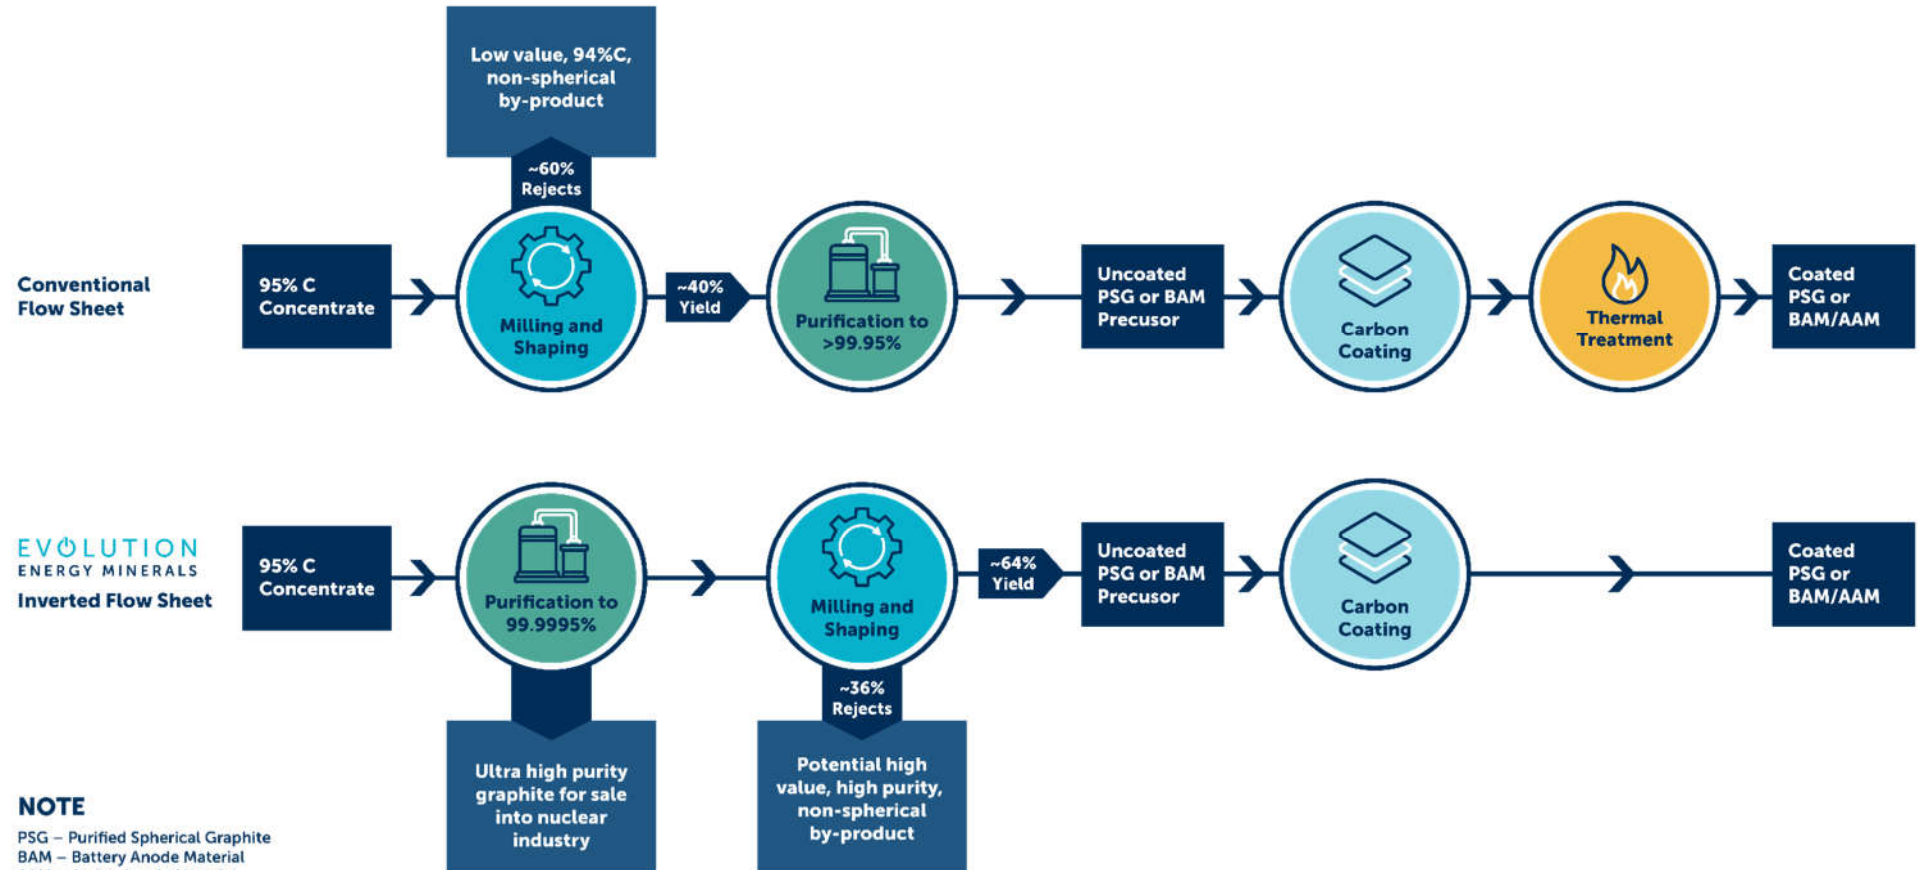 Low value, 94%C,
non-spherical
by-product
~60%
Rejects
Conventional
Flow Sheet
95% C
Concentrate
Milling and
Shaping
~40%
Yield
Purification to
>99.95%
Uncoated
PSG or BAM
Precusor
Carbon
Coating
Thermal
Treatment
Coated
PSG or
BAM/AAM
EVOLUTION
ENERGY MINERALS
Inverted Flow Sheet
95% C
Concentrate
Purification to
99.9995%
Milling and
Shaping
~64%
Yield
Uncoated
PSG or BAM
Precusor
Carbon
Coating
Coated
PSG or
BAM/AAM
~36%
Rejects
Ultra high purity
graphite for sale
into nuclear
industry
Potential high
value, high purity,
non-spherical
by-product
NOTE
PSG – Purified Spherical Graphite
BAM – Battery Anode Material